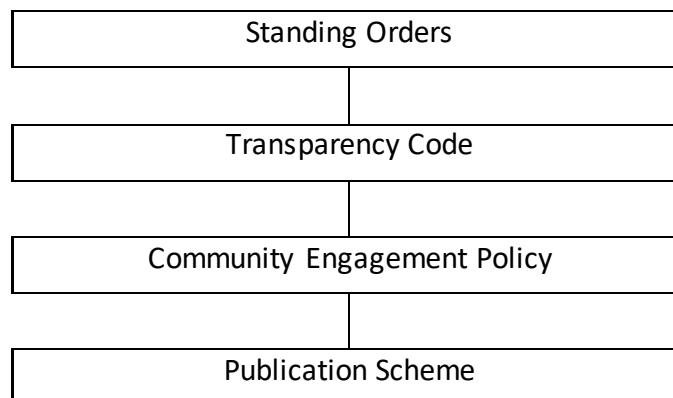 Standing Orders
Transparency Code
Community Engagement Policy
Publication Scheme